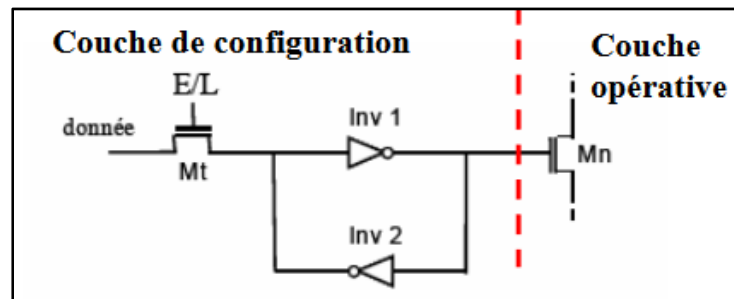 Couche de configuration
Couche
opérative
E/L
donnée
Mt
Inv 1
Inv 2
Mn